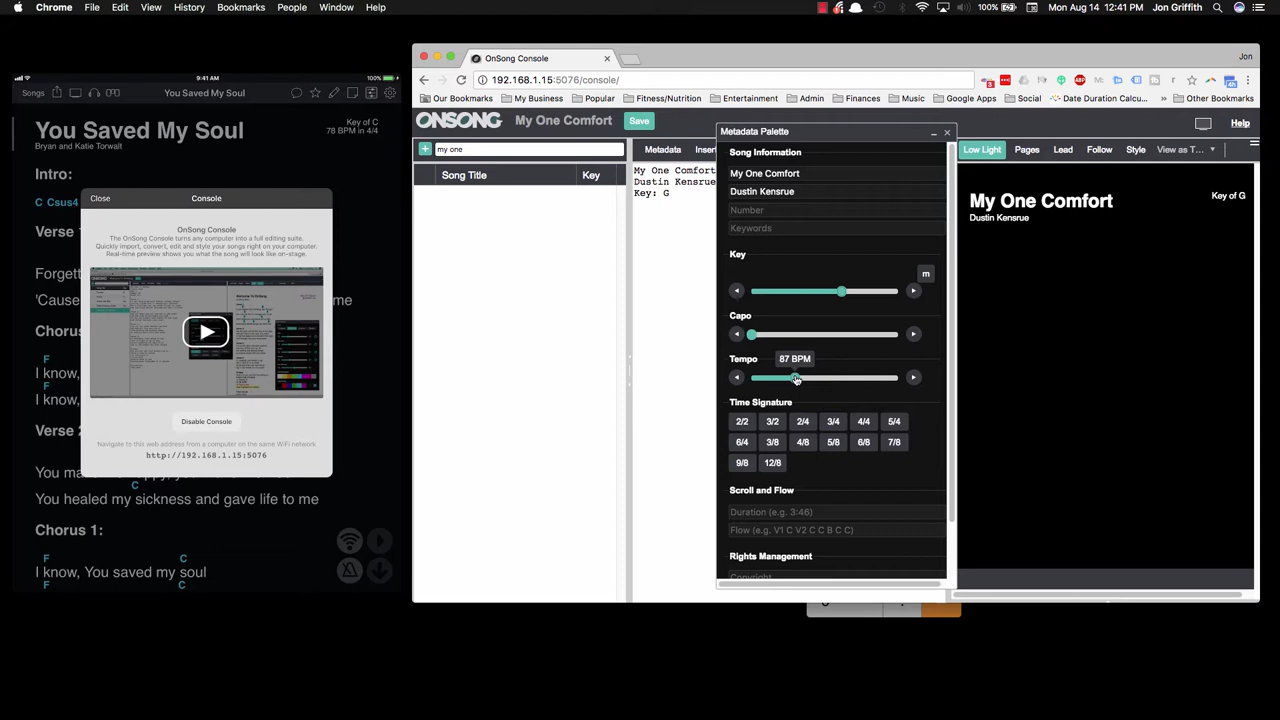 Chrome File Edit View History Bookmarks People Window Help
100% Mon Aug 14 12:41 PM Jon Griffith
9:41 AM 100%
Songs You Saved My Soul
You Saved My Soul
Key of C
78 BPM in 4/4
Bryan and Katie Torwalt
Intro:
C Csus4
Verse
Forgett
'Cause me
Chorus
F
I know,
F
I know,
Verse 2
You ma
C
You healed my sickness and gave life to me
Chorus 1:
F C
I know, You saved my soul
F C
Close Console
OnSong Console
The OnSong Console turns any computer into a full editing suite.
Quickly import, convert, edit and style your songs right on your computer.
Real-time preview shows you what the song will look like on-stage.
Disable Console
Navigate to this web address from a computer on the same WiFi network
http://192.168.1.15:5076
OnSong Console Jon
192.168.1.15:5076/console/
Our Bookmarks My Business Popular Fitness/Nutrition Entertainment Admin Finances Music Google Apps Social Date Duration Calcu... » Other Bookmarks
ONSONG My One Comfort Save Help
my one
Song Title Key
Metadata Inser
My One Comfort
Dustin Kensrue
Key: G
Metadata Palette
Song Information
My One Comfort
Dustin Kensrue
Number
Keywords
Key
m
Capo
Tempo 87 BPM
Time Signature
2/2 3/2 2/4 3/4 4/4 5/4
6/4 3/8 4/8 5/8 6/8 7/8
9/8 12/8
Scroll and Flow
Duration (e.g. 3:46)
Flow (e.g. V1 C V2 C C B C C)
Rights Management
Copyright
Low Light Pages Lead Follow Style View as T...
My One Comfort
Key of G
Dustin Kensrue